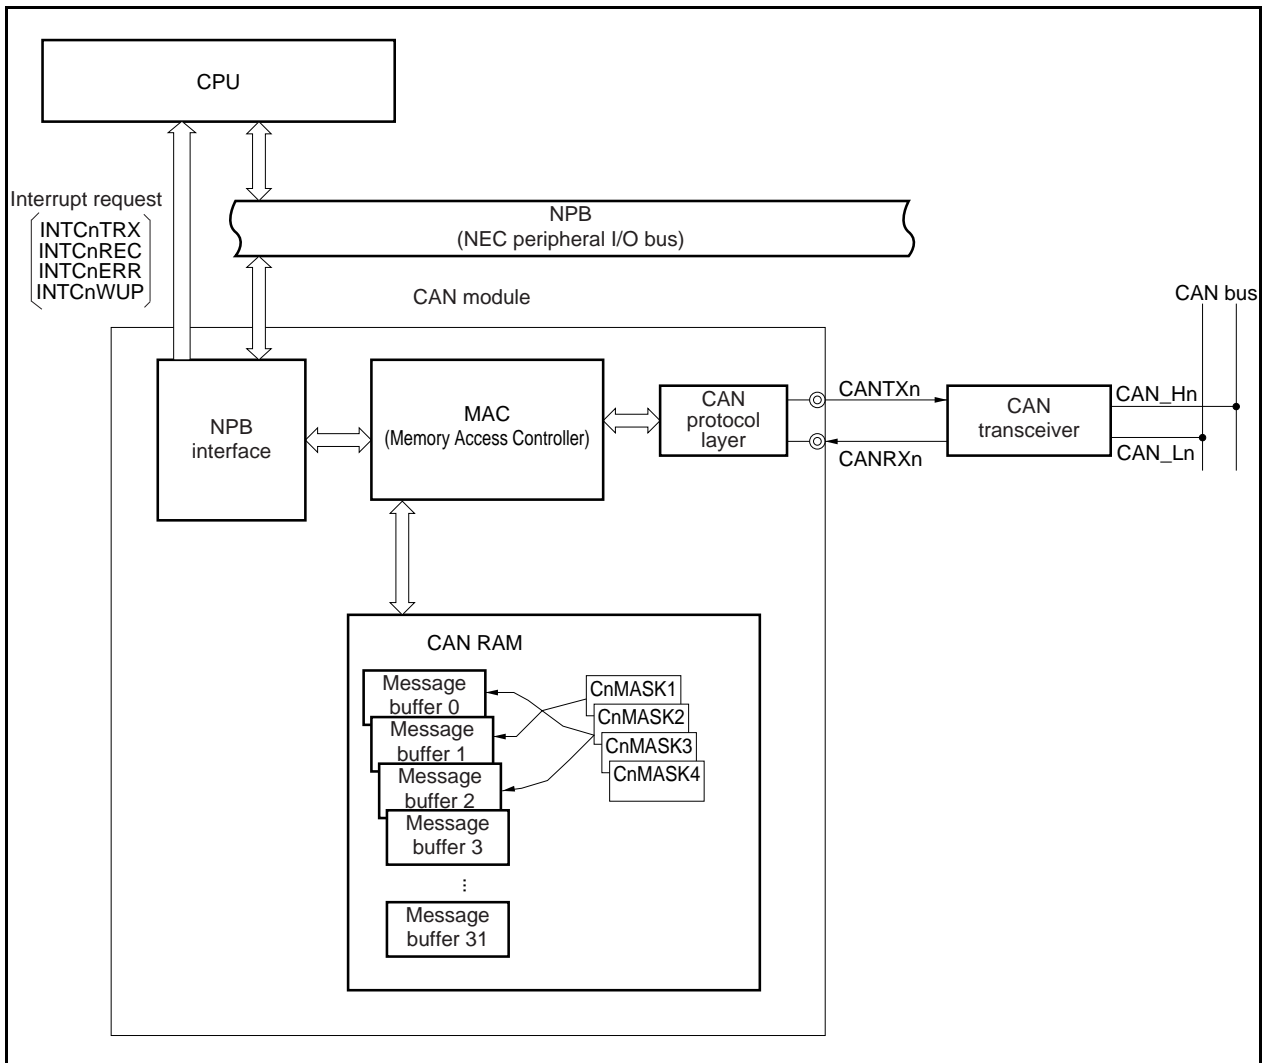 CPU
Interrupt request
INTCnTRX
INTCnREC
INTCnERR
INTCnWUP
NPB
(NEC peripheral I/O bus)
CAN module
CAN bus
NPB
interface
MAC
(Memory Access Controller)
CAN
protocol
layer
CANTXn
CANRXn
CAN
transceiver
CAN_Hn
CAN_Ln
CAN RAM
Message
buffer 0
Message
buffer 1
Message
buffer 2
Message
buffer 3
...
Message
buffer 31
CnMASK1
CnMASK2
CnMASK3
CnMASK4